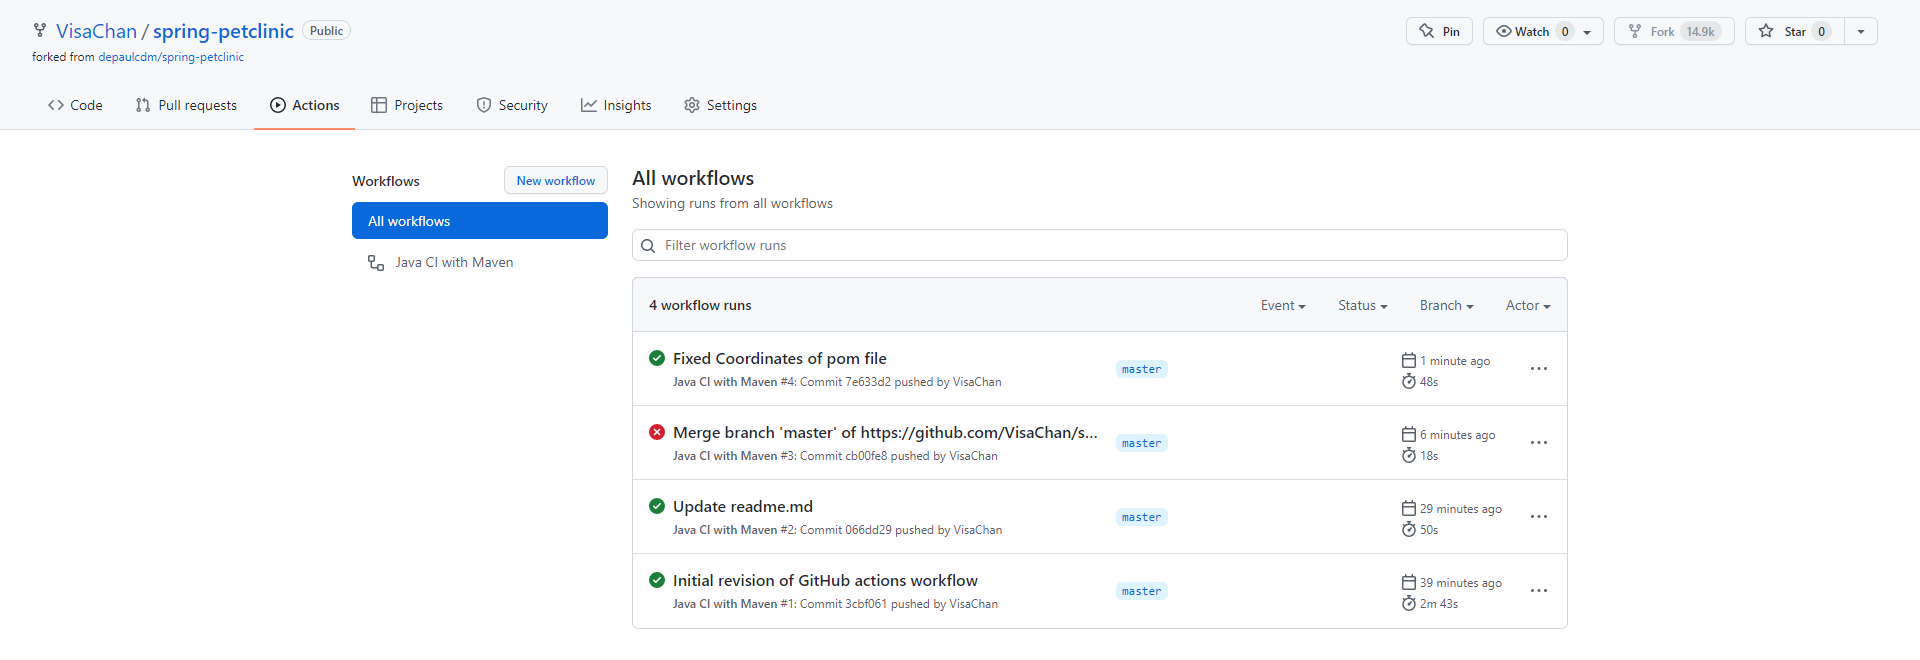 VisaChan / spring-petclinic Public
Pin Watch 0 Fork 14.9k Star 0
forked from depaulcdm/spring-petclinic
Code Pull requests Actions Projects Security Insights Settings
Workflows New workflow
All workflows
Java CI with Maven
All workflows
Showing runs from all workflows
Filter workflow runs
4 workflow runs Event Status Branch Actor
Fixed Coordinates of pom file
Java CI with Maven #4: Commit 7e633d2 pushed by VisaChan
master
1 minute ago
48s
Merge branch 'master' of https://github.com/VisaChan/s...
Java CI with Maven #3: Commit cb00fe8 pushed by VisaChan
master
6 minutes ago
18s
Update readme.md
Java CI with Maven #2: Commit 066dd29 pushed by VisaChan
master
29 minutes ago
50s
Initial revision of GitHub actions workflow
Java CI with Maven #1: Commit 3cbf061 pushed by VisaChan
master
39 minutes ago
2m 43s